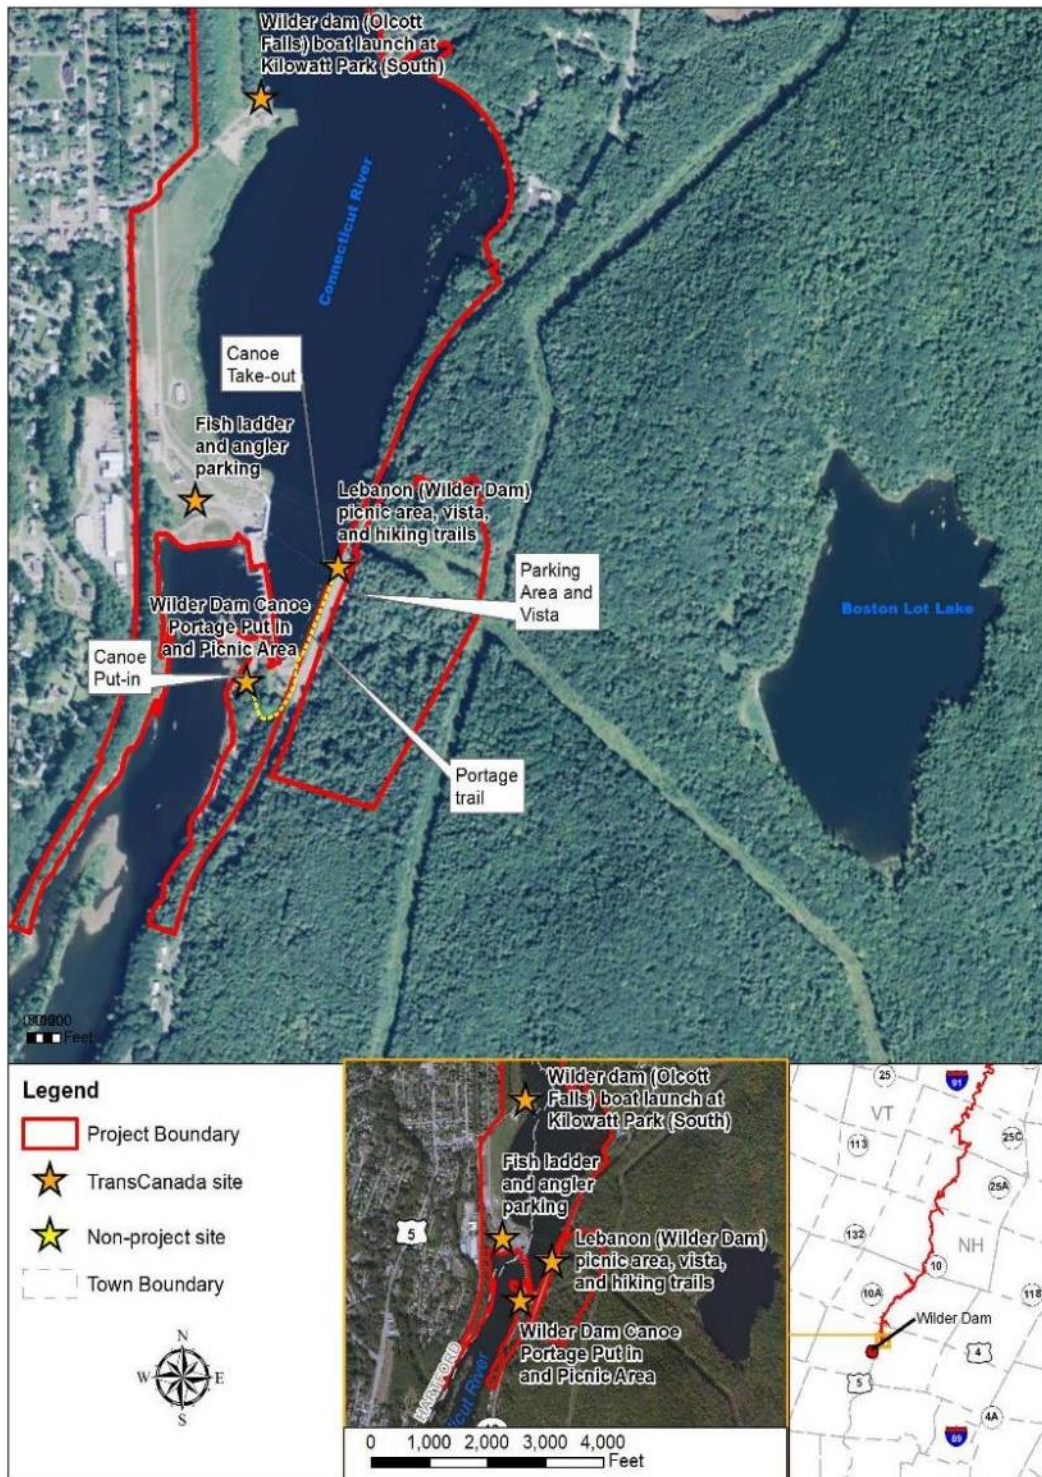 Wilder dam (Olcott
Falls) boat launch at
Kilowatt Park (South)
Connecticut River
Canoe
Take-out
Fish ladder
and angler
parking
Lebanon (Wilder Dam)
picnic area, vista,
and hiking trails
Parking
Area and
Vista
Boston Lot Lake
Wilder Dam Canoe
Portage Put In
and Picnic Area
Canoe
Put-in
Portage
trail
Feet
Legend
Project Boundary
TransCanada site
Non-project site
Town Boundary
N
W
E
S
Wilder dam (Olcott
Falls) boat launch at
Kilowatt Park (South)
Fish ladder
and angler
parking
5
Lebanon (Wilder Dam)
picnic area, vista,
and hiking trails
Wilder Dam Canoe
Portage Put in
and Picnic Area
HARTFORD
River
0 1,000 2,000 3,000 4,000
Feet
25
91
VT
113
25C
25A
132
NH
10
10A
118
Wilder Dam
4
5
4A
89